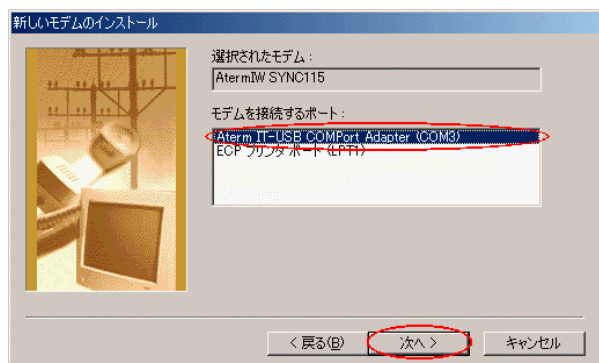 新しいモデムのインストール
選択されたモデム：
AtermIW SYNC115
モデムを接続するポート：
Aterm IT-USB COMPort Adapter (COM3)
ECP プリンタ ポート (LPT1)
< 戻る(B)
次へ >
キャンセル